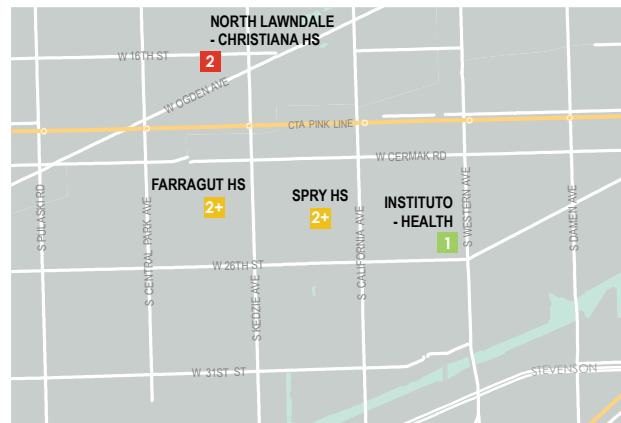 NORTH LAWNDALE
- CHRISTIANA HS
2
W 16TH ST
W OGDEN AVE
CTA PINK LINE
W CERMAK RD
FARRAGUT HS
2+
SPRY HS
2+
INSTITUTO
- HEALTH
1
S PULASKI RD
S CENTRAL PARK AVE
S KEDZIE AVE
S CALIFORNIA AVE
S WESTERN AVE
S DAMEN AVE
W 26TH ST
W 31ST ST
STEVENSON